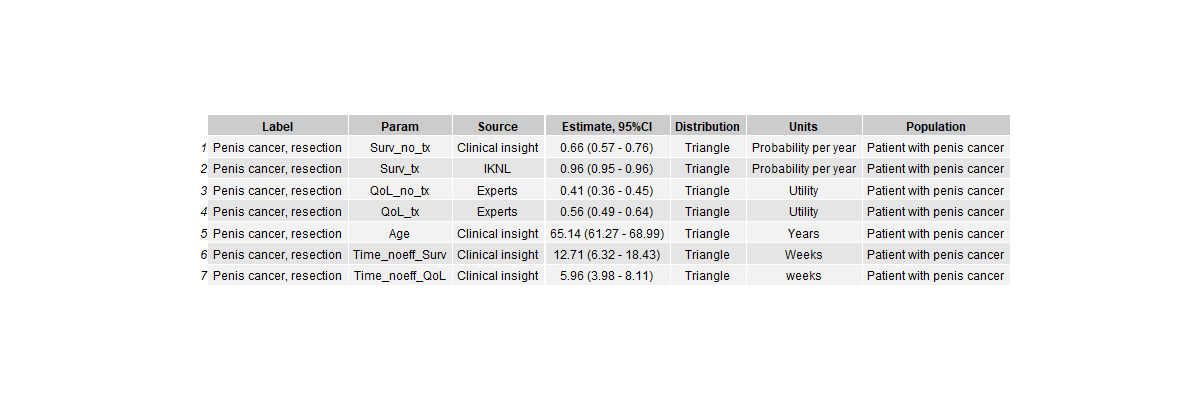 Label Param Source Estimate, 95%CI Distribution Units Population
1 Penis cancer, resection Surv_no_tx Clinical insight 0.66 (0.57 - 0.76) Triangle Probability per year Patient with penis cancer
2 Penis cancer, resection Surv_tx IKNL 0.96 (0.95 - 0.96) Triangle Probability per year Patient with penis cancer
3 Penis cancer, resection QoL_no_tx Experts 0.41 (0.36 - 0.45) Triangle Utility Patient with penis cancer
4 Penis cancer, resection QoL_tx Experts 0.56 (0.49 - 0.64) Triangle Utility Patient with penis cancer
5 Penis cancer, resection Age Clinical insight 65.14 (61.27 - 68.99) Triangle Years Patient with penis cancer
6 Penis cancer, resection Time_noeff_Surv Clinical insight 12.71 (6.32 - 18.43) Triangle Weeks Patient with penis cancer
7 Penis cancer, resection Time_noeff_QoL Clinical insight 5.96 (3.98 - 8.11) Triangle weeks Patient with penis cancer